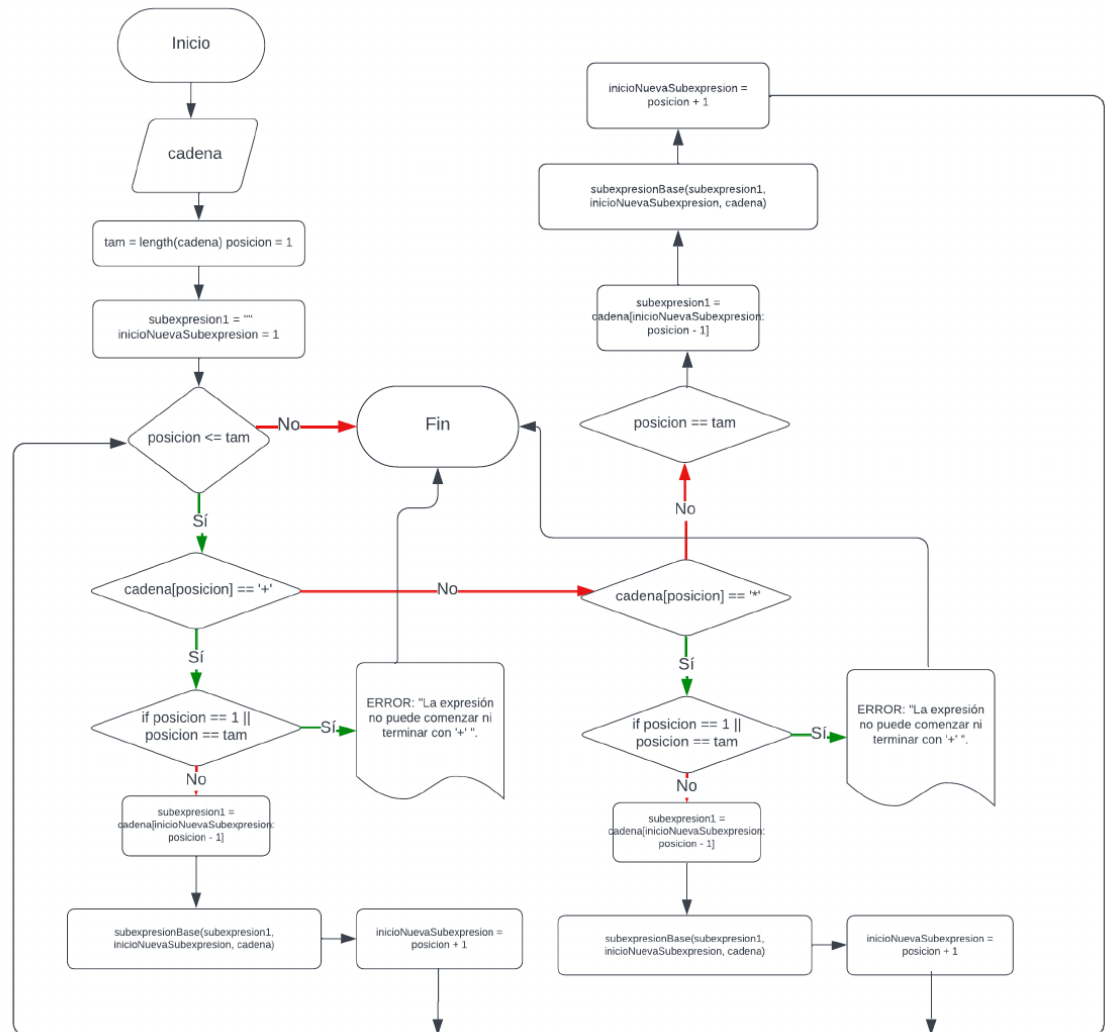 Inicio
cadena
tam = length(cadena) posicion = 1
subexpresion1 = ""
inicioNuevaSubexpresion = 1
posicion <= tam
No
Fin
Sí
cadena[posicion] == '+'
No
Sí
if posicion == 1 ||
posicion == tam
Sí
ERROR: "La expresión
no puede comenzar ni
terminar con '+' ".
No
subexpresion1 =
cadena[inicioNuevaSubexpresion:
posicion - 1]
subexpresionBase(subexpresion1,
inicioNuevaSubexpresion, cadena)
inicioNuevaSubexpresion =
posicion + 1
inicioNuevaSubexpresion =
posicion + 1
subexpresionBase(subexpresion1,
inicioNuevaSubexpresion, cadena)
subexpresion1 =
cadena[inicioNuevaSubexpresion:
posicion - 1]
posicion == tam
No
cadena[posicion] == '*'
Sí
if posicion == 1 ||
posicion == tam
Sí
ERROR: "La expresión
no puede comenzar ni
terminar con '+' ".
No
subexpresion1 =
cadena[inicioNuevaSubexpresion:
posicion - 1]
subexpresionBase(subexpresion1,
inicioNuevaSubexpresion, cadena)
inicioNuevaSubexpresion =
posicion + 1